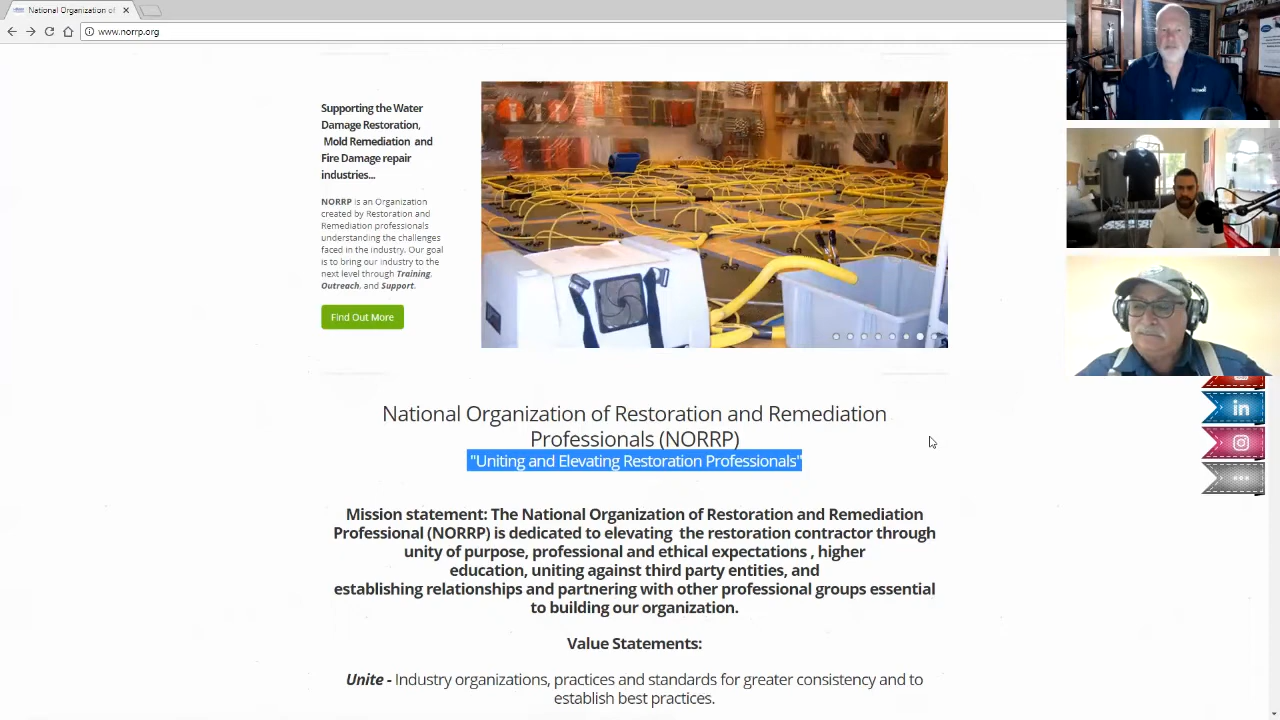 National Organization of
www.norrp.org
Supporting the Water
Damage Restoration,
Mold Remediation and
Fire Damage repair
industries...
NORRP is an Organization
created by Restoration and
Remediation professionals
understanding the challenges
faced in the industry. Our goal
is to bring our industry to the
next level through Training,
Outreach, and Support.
Find Out More
National Organization of Restoration and Remediation
Professionals (NORRP)
"Uniting and Elevating Restoration Professionals"
Mission statement: The National Organization of Restoration and Remediation
Professional (NORRP) is dedicated to elevating the restoration contractor through
unity of purpose, professional and ethical expectations , higher
education, uniting against third party entities, and
establishing relationships and partnering with other professional groups essential
to building our organization.
Value Statements:
Unite - Industry organizations, practices and standards for greater consistency and to
establish best practices.
in